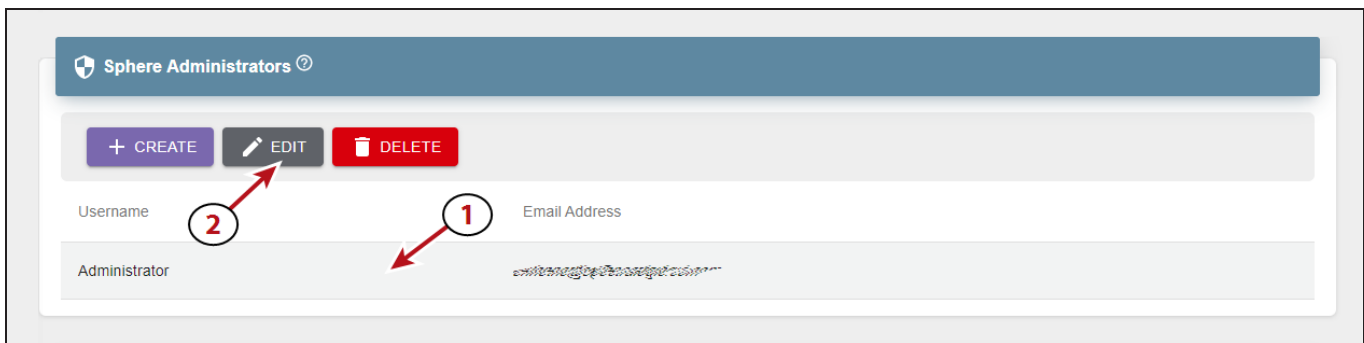 Sphere Administrators ?
+ CREATE EDIT DELETE
Username Email Address
2 1
Administrator